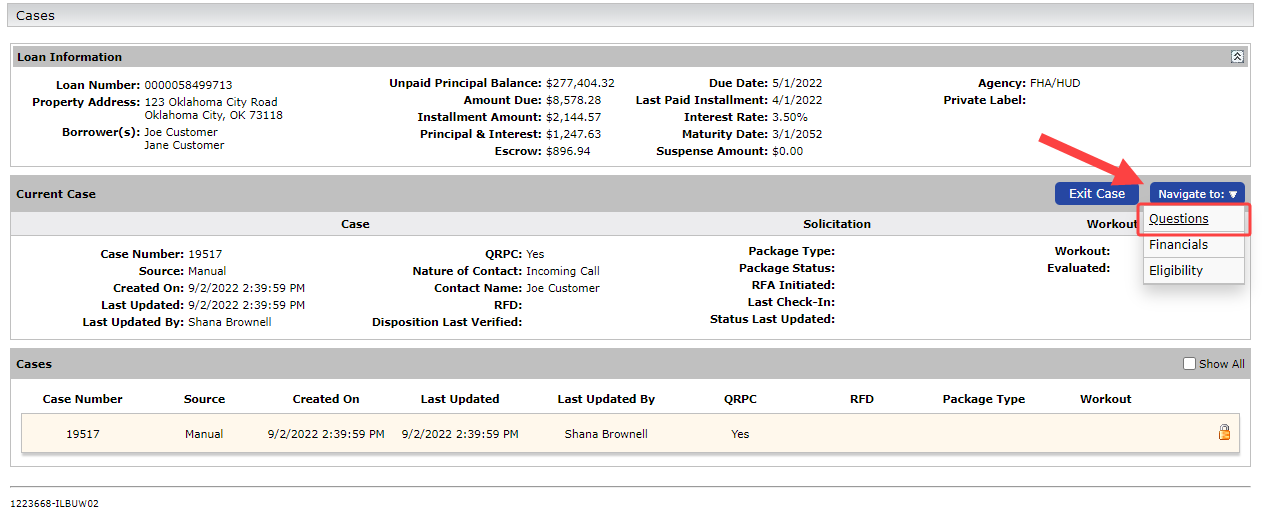 Cases
Loan Information
Loan Number: 0000058499713
Property Address: 123 Oklahoma City Road
Oklahoma City, OK 73118
Borrower(s): Joe Customer
Jane Customer
Unpaid Principal Balance: $277,404.32
Amount Due: $8,578.28
Installment Amount: $2,144.57
Principal & Interest: $1,247.63
Escrow: $896.94
Due Date: 5/1/2022
Last Paid Installment: 4/1/2022
Interest Rate: 3.50%
Maturity Date: 3/1/2052
Suspense Amount: $0.00
Agency: FHA/HUD
Private Label:
Current Case
Exit Case
Navigate to: ▼
Questions
Financials
Eligibility
Case
Solicitation
Workout
Case Number: 19517
Source: Manual
Created On: 9/2/2022 2:39:59 PM
Last Updated: 9/2/2022 2:39:59 PM
Last Updated By: Shana Brownell
QRPC: Yes
Nature of Contact: Incoming Call
Contact Name: Joe Customer
RFD:
Disposition Last Verified:
Package Type:
Package Status:
RFA Initiated:
Last Check-In:
Status Last Updated:
Workout:
Evaluated:
Cases
Show All
Case Number Source Created On Last Updated Last Updated By QRPC RFD Package Type Workout
19517 Manual 9/2/2022 2:39:59 PM 9/2/2022 2:39:59 PM Shana Brownell Yes
1223668-ILBUW02